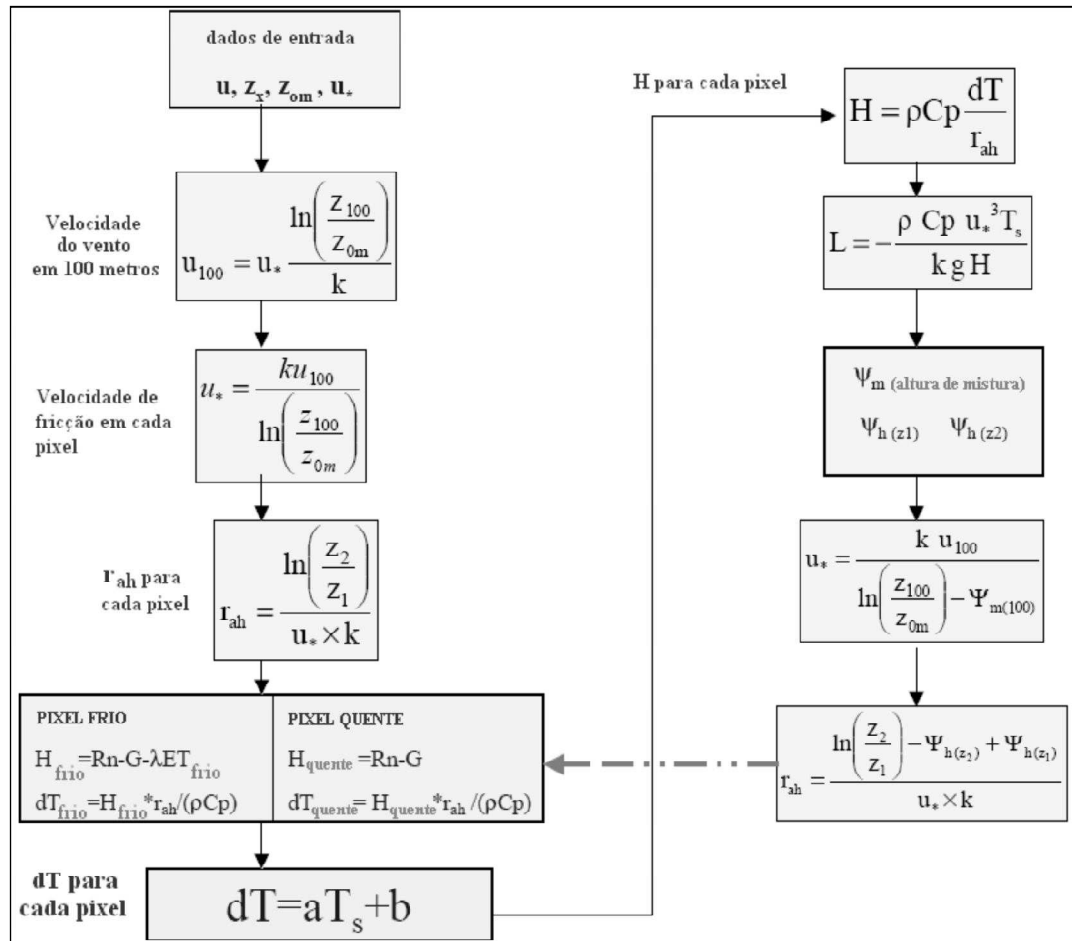 dados de entrada
u, z_x, z_om, u_*
Velocidade
do vento
em 100 metros
u_100 = u_* ln(z_100/z_0m)/k
Velocidade de
fricção em cada
pixel
u_* = ku_100/ln(z_100/z_0m)
r_ah para
cada pixel
r_ah = ln(z_2/z_1)/(u_*×k)
PIXEL FRIO
H_frio=Rn-G-λET_frio
dT_frio=H_frio*r_ah/(ρCp)
PIXEL QUENTE
H_quente=Rn-G
dT_quente= H_quente*r_ah/(ρCp)
dT para
cada pixel
dT=aT_s+b
H para cada pixel
H = ρCp dT/r_ah
L = -ρ Cp u_*³T_s/(k g H)
Ψ_m (altura de mistura)
Ψ_h (z1) Ψ_h (z2)
u_* = k u_100/(ln(z_100/z_0m) - Ψ_m(100))
r_ah = (ln(z_2/z_1) - Ψ_h(z_2) + Ψ_h(z_1))/(u_*×k)